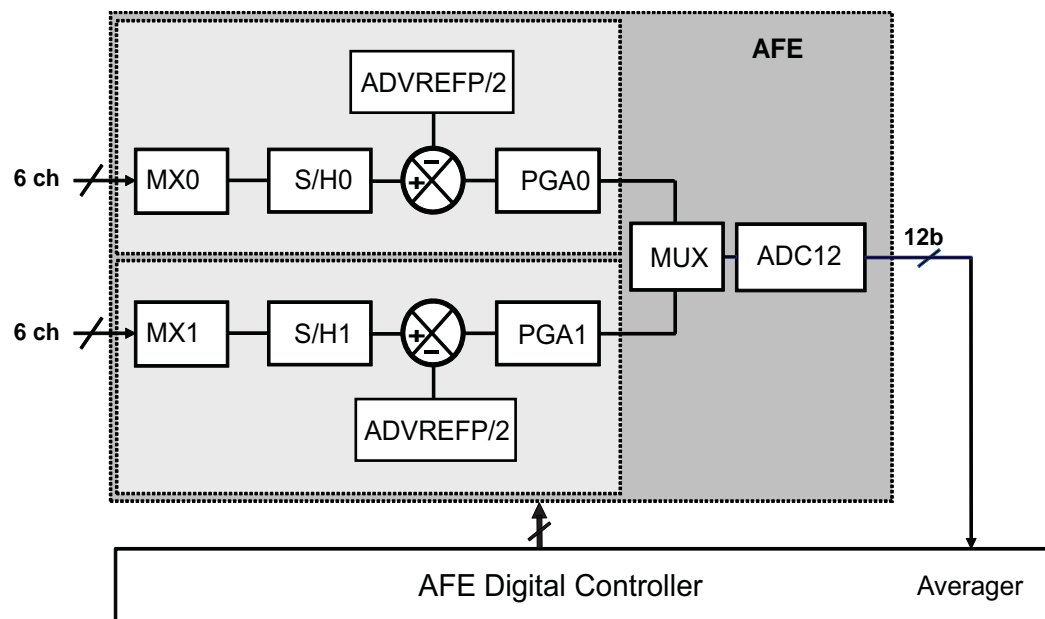 AFE
ADVREFP/2
6 ch
MX0
S/H0
−
+
PGA0
MUX
ADC12
12b
6 ch
MX1
S/H1
+
−
PGA1
ADVREFP/2
AFE Digital Controller
Averager